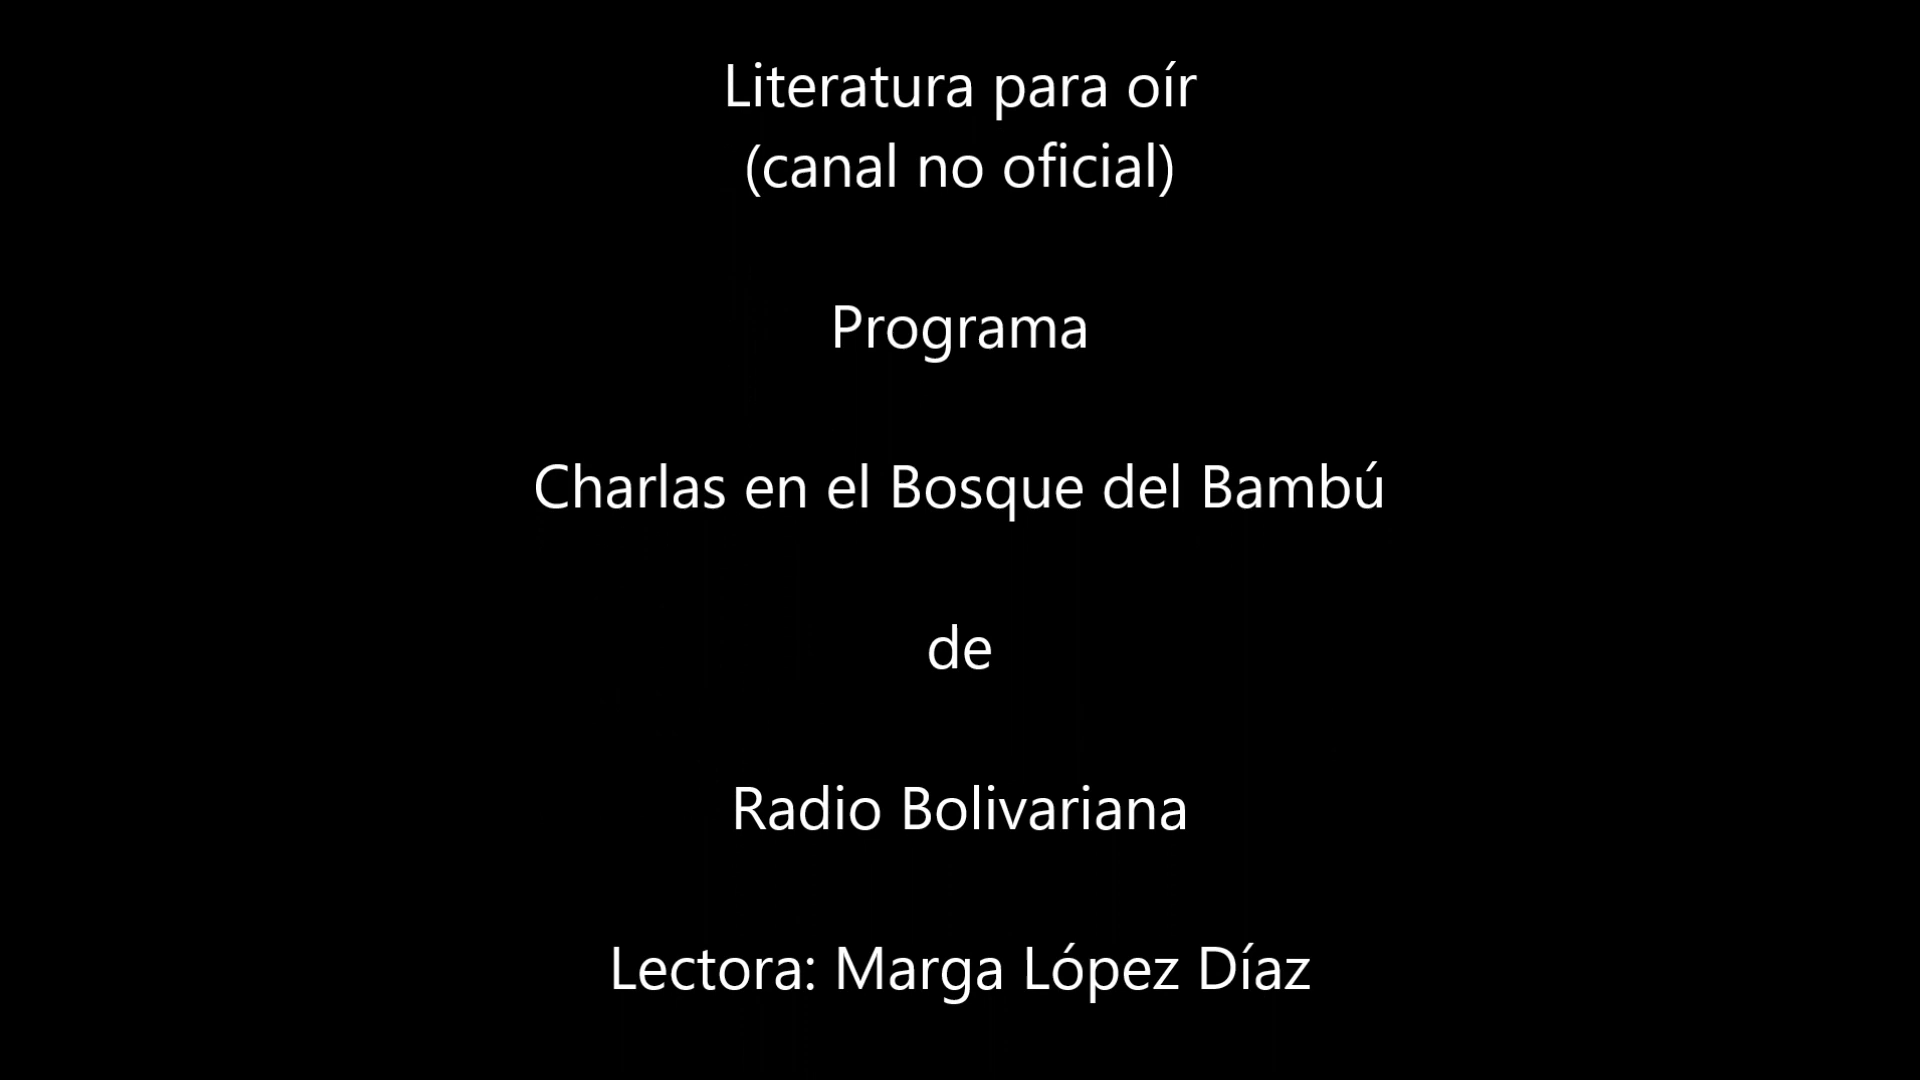 Literatura para oír
(canal no oficial)
Programa
Charlas en el Bosque del Bambú
de
Radio Bolivariana
Lectora: Marga López Díaz